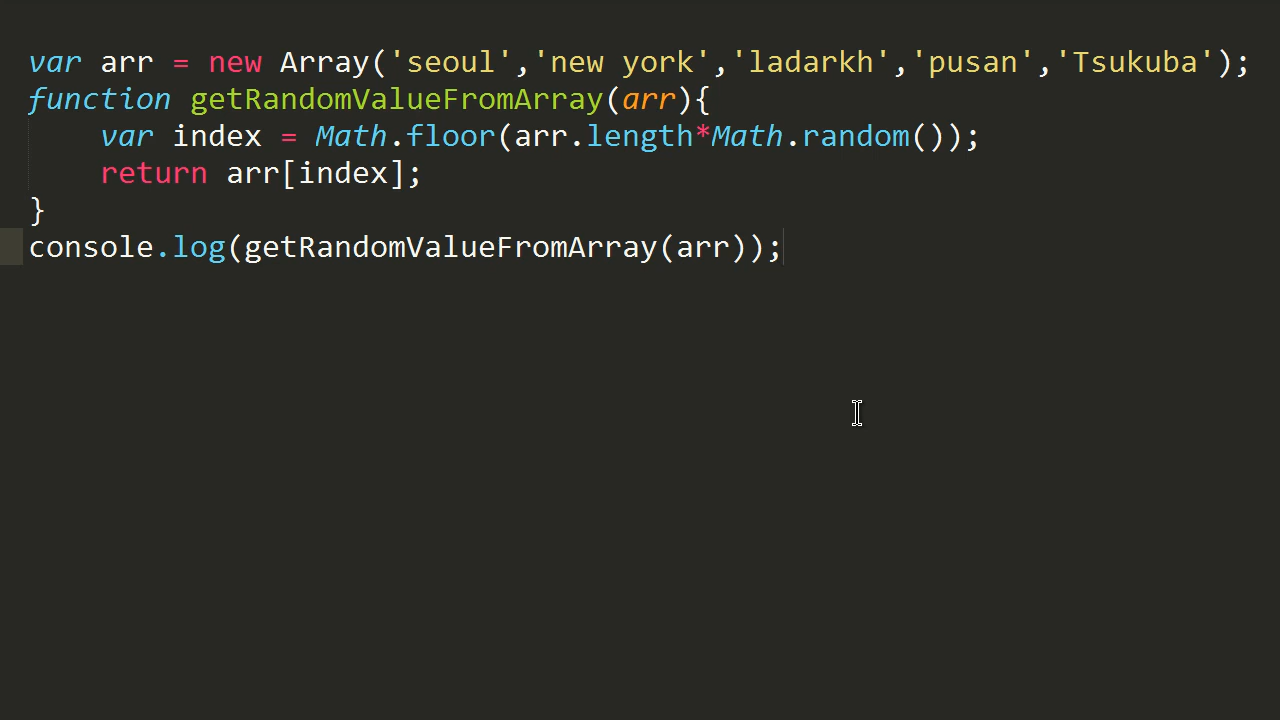 var arr = new Array('seoul','new york','ladarkh','pusan','Tsukuba');
function getRandomValueFromArray(arr){
    var index = Math.floor(arr.length*Math.random());
    return arr[index];
}
console.log(getRandomValueFromArray(arr));